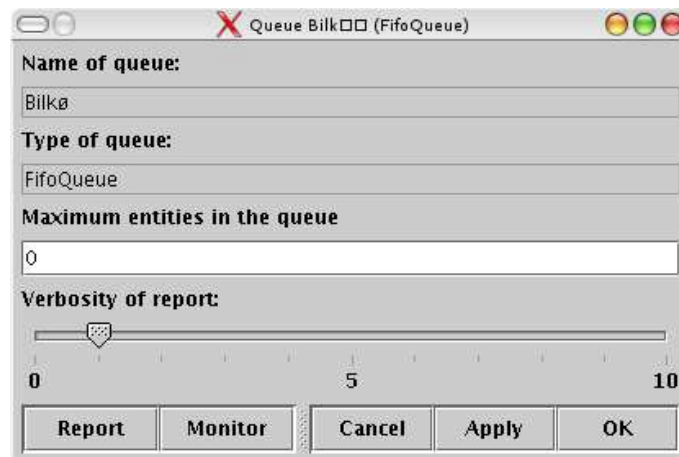 Queue Bilk□□ (FifoQueue)
Name of queue:
Bilkø
Type of queue:
FifoQueue
Maximum entities in the queue
0
Verbosity of report:
0 5 10
Report Monitor Cancel Apply OK